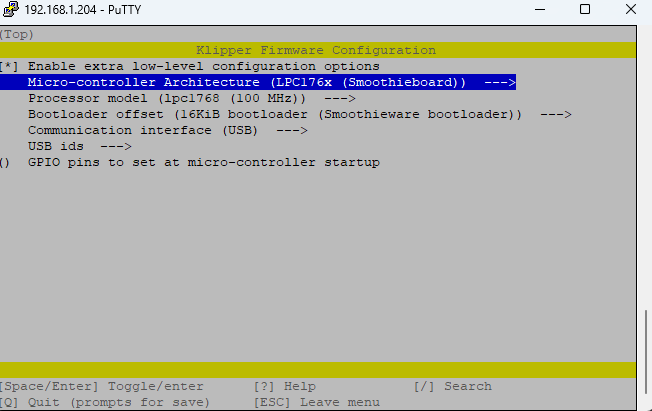 192.168.1.204 - PuTTY
(Top)
Klipper Firmware Configuration
[*] Enable extra low-level configuration options
Micro-controller Architecture (LPC176x (Smoothieboard))  --->
Processor model (lpc1768 (100 MHz))  --->
Bootloader offset (16KiB bootloader (Smoothieware bootloader))  --->
Communication interface (USB)  --->
USB ids  --->
()  GPIO pins to set at micro-controller startup
[Space/Enter] Toggle/enter [?] Help [/] Search
[Q] Quit (prompts for save) [ESC] Leave menu